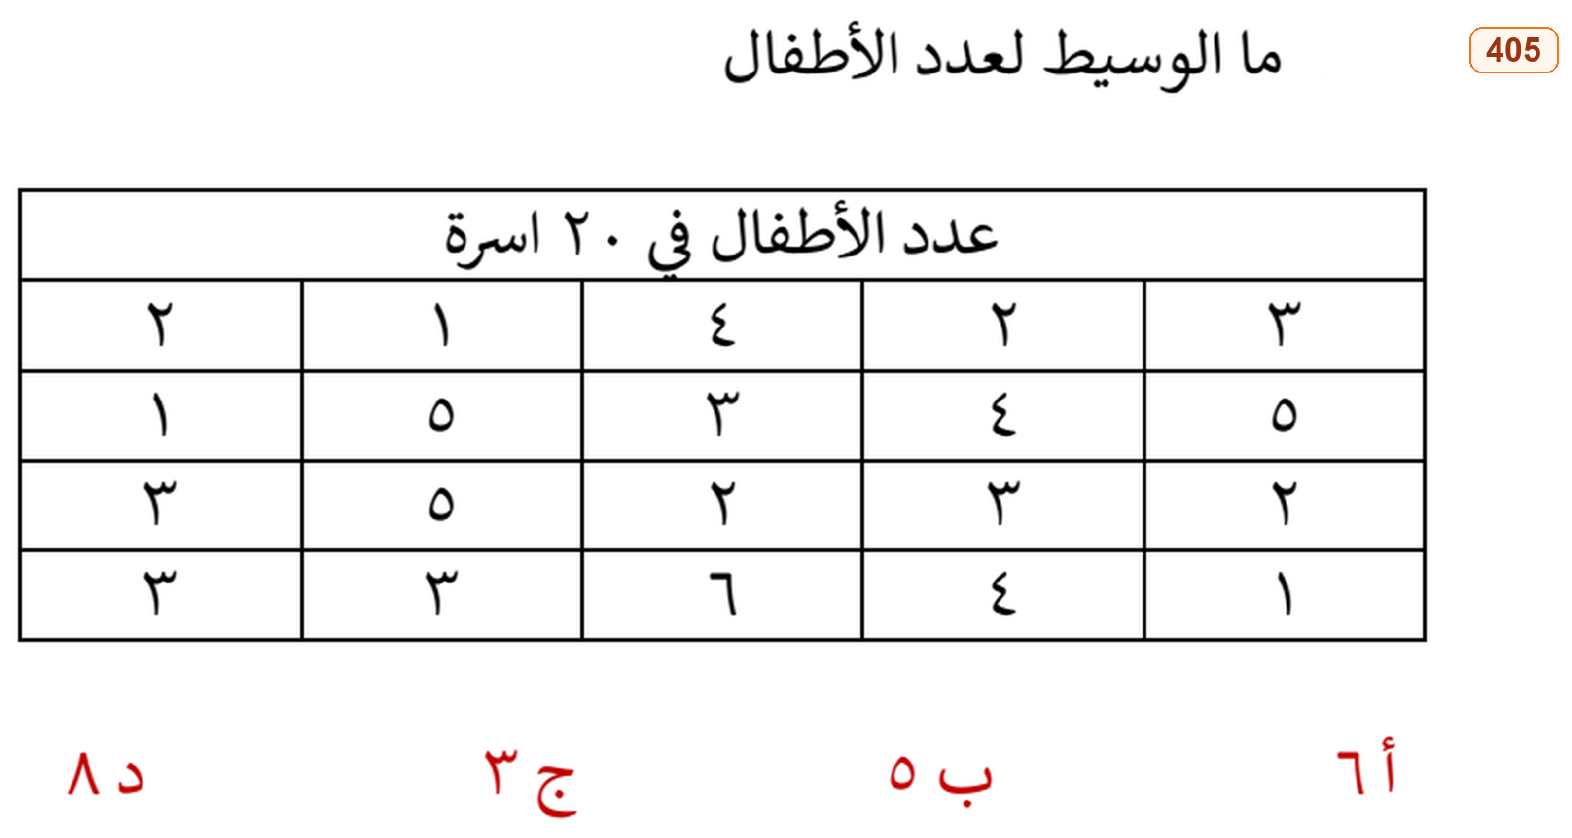 405
ما الوسيط لعدد الأطفال
عدد الأطفال في ٢٠ اسرة
٣ ٢ ٤ ١ ٢
٥ ٤ ٣ ٥ ١
٢ ٣ ٢ ٥ ٣
١ ٤ ٦ ٣ ٣
أ ٦ ب ٥ ج ٣ د ٨